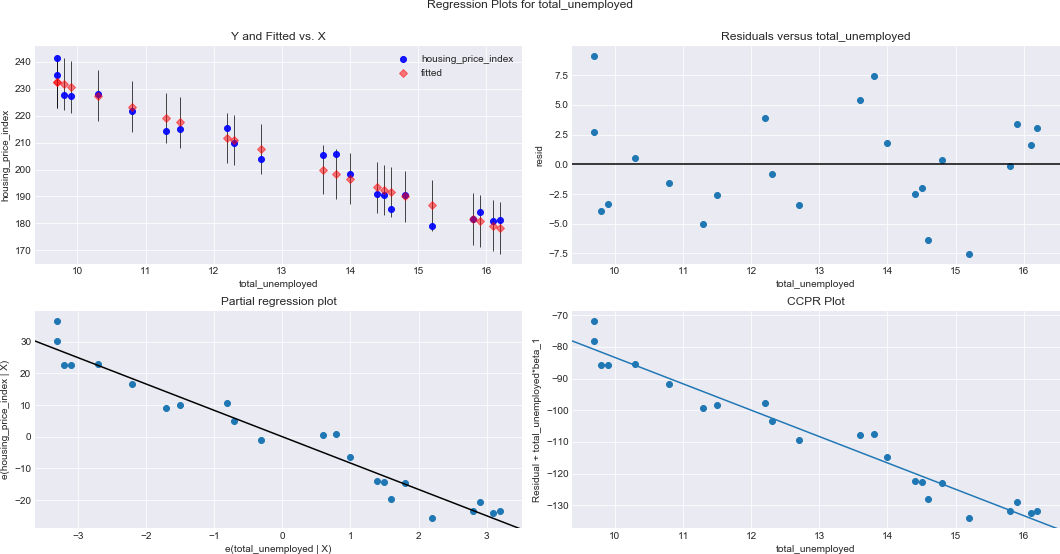 Regression Plots for total_unemployed
Y and Fitted vs. X
housing_price_index
fitted
240
230
220
210
200
190
180
170
housing_price_index
10 11 12 13 14 15 16
total_unemployed
Residuals versus total_unemployed
7.5
5.0
2.5
0.0
−2.5
−5.0
−7.5
resid
10 11 12 13 14 15 16
total_unemployed
Partial regression plot
30
20
10
0
−10
−20
e(housing_price_index | X)
−3 −2 −1 0 1 2 3
e(total_unemployed | X)
CCPR Plot
−70
−80
−90
−100
−110
−120
−130
Residual + total_unemployed*beta_1
10 11 12 13 14 15 16
total_unemployed